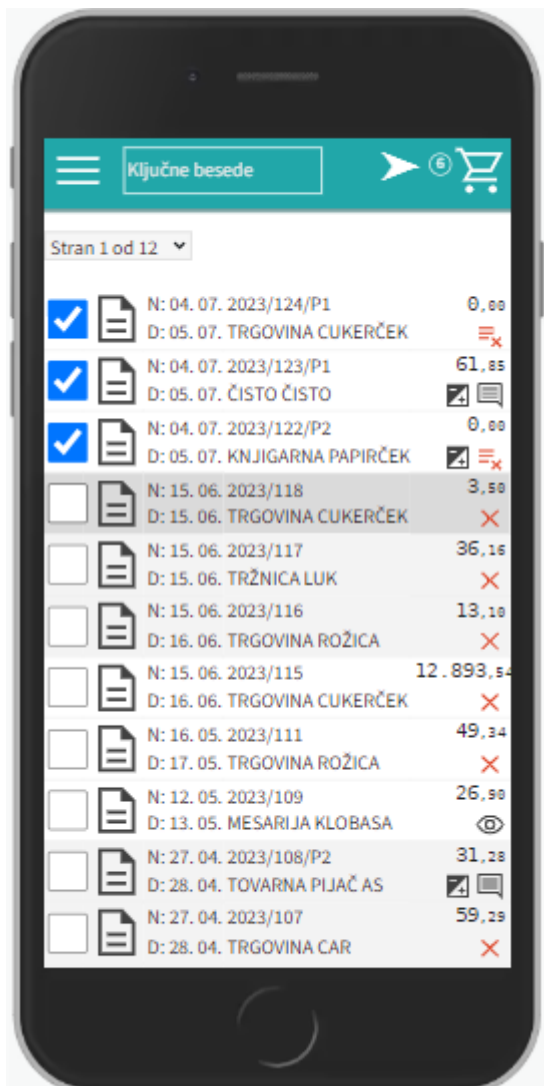 Ključne besede
6
Stran 1 od 12
N: 04. 07. 2023/124/P1 0,00
D: 05. 07. TRGOVINA CUKERČEK
N: 04. 07. 2023/123/P1 61,85
D: 05. 07. ČISTO ČISTO
N: 04. 07. 2023/122/P2 0,00
D: 05. 07. KNJIGARNA PAPIRČEK
N: 15. 06. 2023/118 3,50
D: 15. 06. TRGOVINA CUKERČEK
N: 15. 06. 2023/117 36,16
D: 15. 06. TRŽNICA LUK
N: 15. 06. 2023/116 13,10
D: 16. 06. TRGOVINA ROŽICA
N: 15. 06. 2023/115 12.893,54
D: 16. 06. TRGOVINA CUKERČEK
N: 16. 05. 2023/111 49,34
D: 17. 05. TRGOVINA ROŽICA
N: 12. 05. 2023/109 26,90
D: 13. 05. MESARIJA KLOBASA
N: 27. 04. 2023/108/P2 31,28
D: 28. 04. TOVARNA PIJAČ AS
N: 27. 04. 2023/107 59,29
D: 28. 04. TRGOVINA CAR